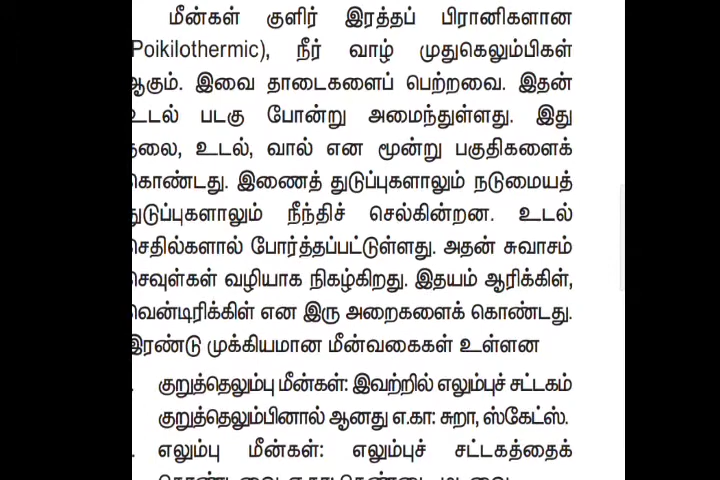 மீன்கள் குளிர் இரத்தப் பிரானிகளான
Poikilothermic), நீர் வாழ் முதுகெலும்பிகள்
ஆகும். இவை தாடைகளைப் பெற்றவை. இதன்
உடல் படகு போன்று அமைந்துள்ளது. இது
தலை, உடல், வால் என மூன்று பகுதிகளைக்
கொண்டது. இணைத் துடுப்புகளாலும் நடுமையத்
துடுப்புகளாலும் நீந்திச் செல்கின்றன. உடல்
செதில்களால் போர்த்தப்பட்டுள்ளது. அதன் சுவாசம்
செவுள்கள் வழியாக நிகழ்கிறது. இதயம் ஆரிக்கிள்,
வென்டிரிக்கிள் என இரு அறைகளைக் கொண்டது.
இரண்டு முக்கியமான மீன்வகைகள் உள்ளன
. குறுத்தெலும்பு மீன்கள்: இவற்றில் எலும்புச் சட்டகம்
குறுத்தெலும்பினால் ஆனது எ.கா: சுறா, ஸ்கேட்ஸ்.
. எலும்பு மீன்கள்: எலும்புச் சட்டகத்தைக்